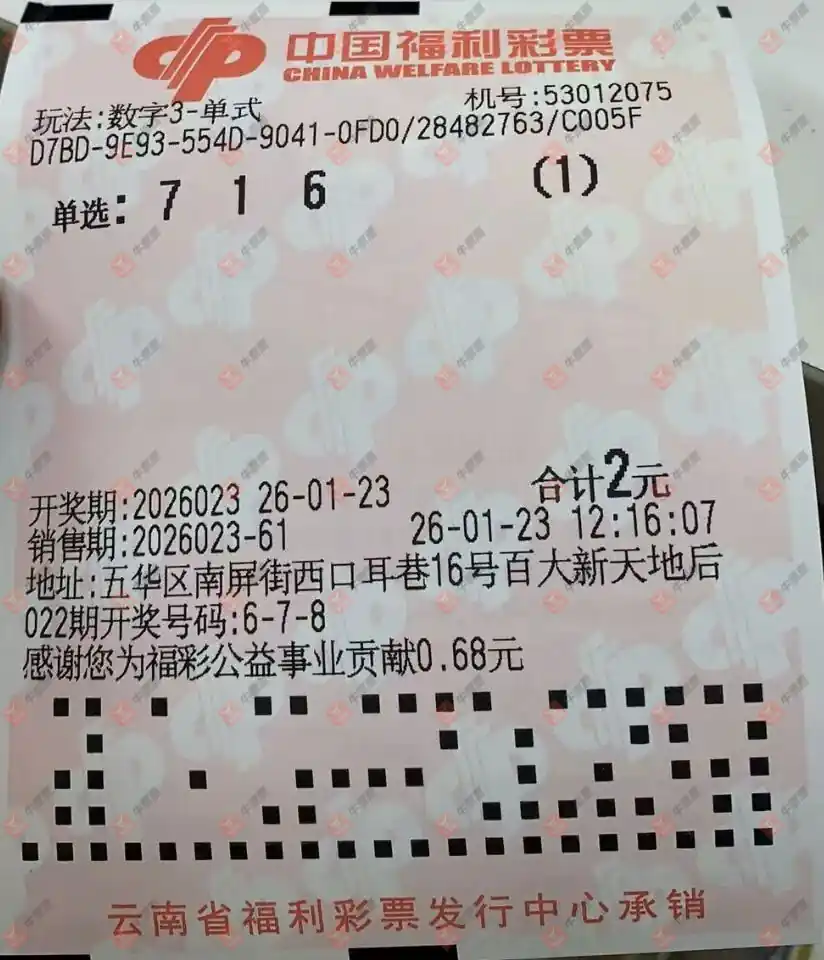 中国福利彩票
CHINA WELFARE LOTTERY
玩法:数字3-单式 机号:53012075
D7BD-9E93-554D-9041-0FD0/28482763/C005F
单选: 7 1 6 (1)
开奖期:2026023 26-01-23 合计2元
销售期:2026023-61 26-01-23 12:16:07
地址:五华区南屏街西口耳巷16号百大新天地后
022期开奖号码:6-7-8
感谢您为福彩公益事业贡献0.68元
云南省福利彩票发行中心承销